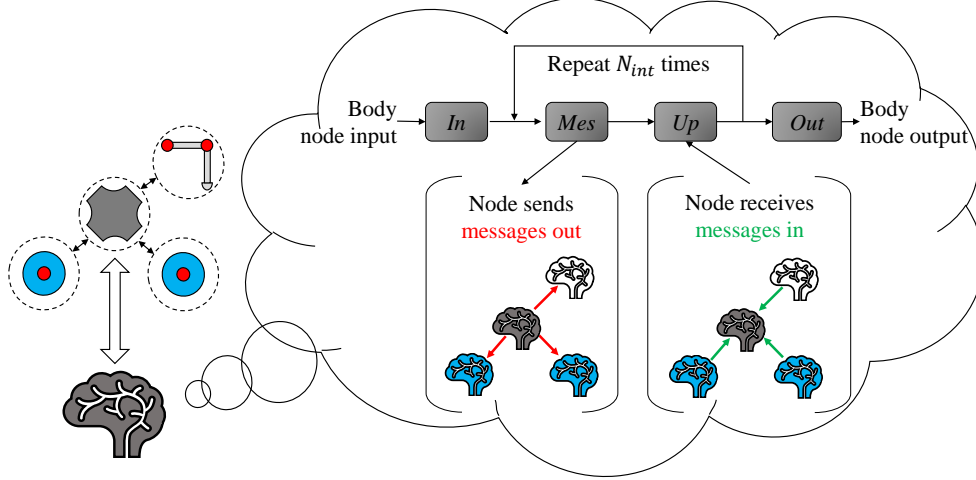 Repeat N_int times
Body
node input
In
Mes
Up
Out
Body
node output
Node sends
messages out
Node receives
messages in